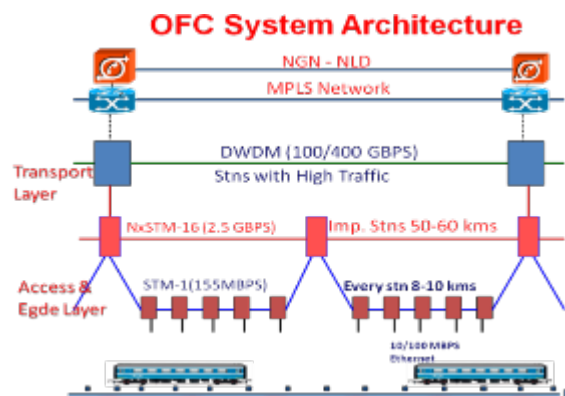 OFC System Architecture
NGN - NLD
MPLS Network
DWDM (100/400 GBPS)
Transport
Layer
Stns with High Traffic
NxSTM-16 (2.5 GBPS)
Imp. Stns 50-60 kms
Access &
Egde Layer
STM-1(155MBPS)
Every stn 8-10 kms
10/100 MBPS
Ethernet